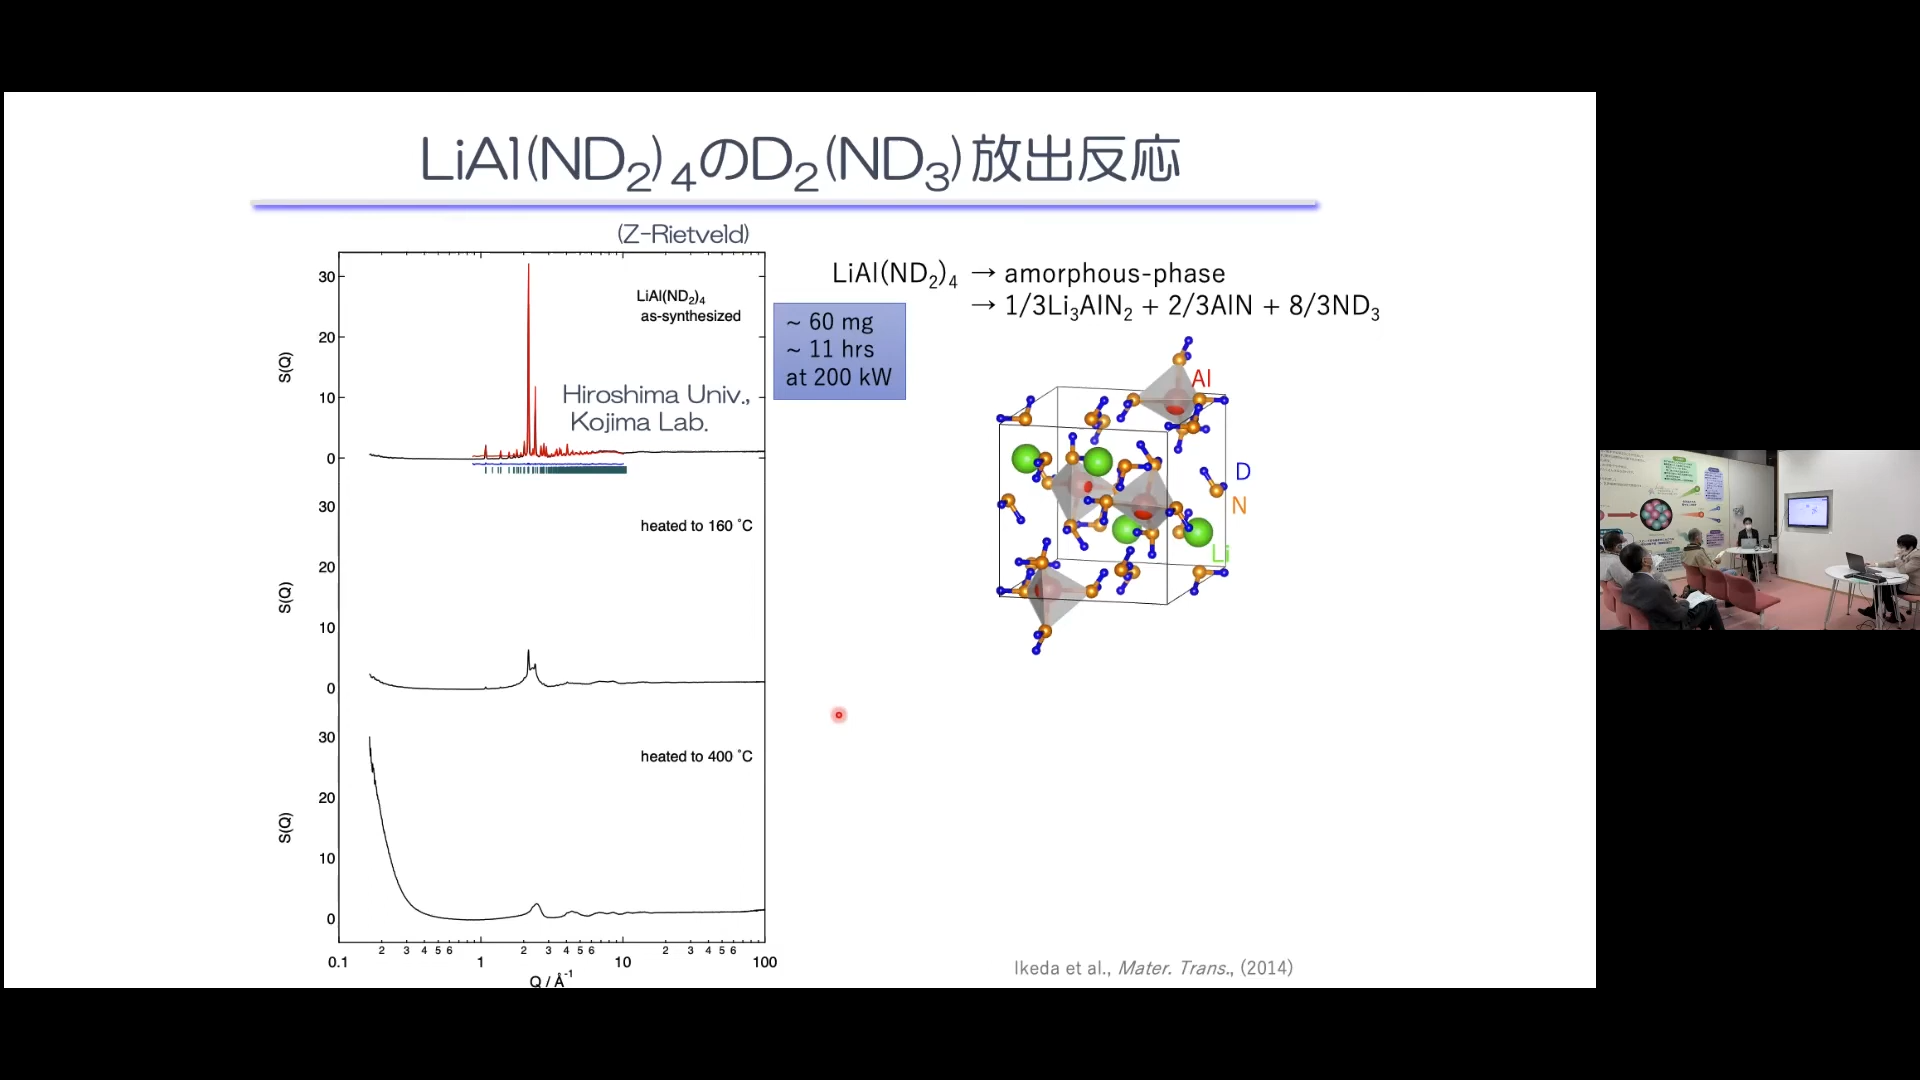 LiAl(ND2)4のD2(ND3)放出反応
(Z-Rietveld)
LiAl(ND2)4 → amorphous-phase
→ 1/3Li3AlN2 + 2/3AlN + 8/3ND3
~ 60 mg
~ 11 hrs
at 200 kW
LiAl(ND2)4
as-synthesized
Hiroshima Univ.,
Kojima Lab.
30
20
10
0
S(Q)
heated to 160 ˚C
30
20
10
0
S(Q)
heated to 400 ˚C
30
20
10
0
S(Q)
2 3 4 5 6 2 3 4 5 6 2 3 4 5 6
0.1 1 10 100
Q / Å-1
Al
D
N
Li
Ikeda et al., Mater. Trans., (2014)